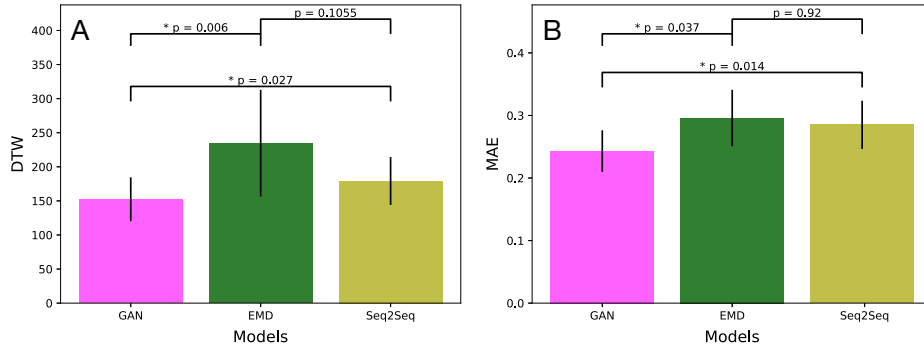 A
* p = 0.006
p = 0.1055
* p = 0.027
400
350
300
250
200
150
100
50
0
DTW
GAN
EMD
Seq2Seq
Models
B
* p = 0.037
p = 0.92
* p = 0.014
0.4
0.3
0.2
0.1
0.0
MAE
GAN
EMD
Seq2Seq
Models